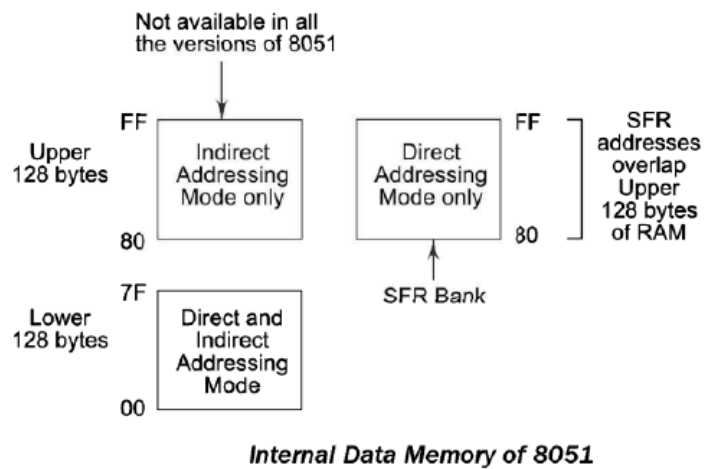 Not available in all
the versions of 8051
FF
Upper
128 bytes
Indirect
Addressing
Mode only
80
Direct
Addressing
Mode only
FF
80
SFR
addresses
overlap
Upper
128 bytes
of RAM
SFR Bank
7F
Lower
128 bytes
Direct and
Indirect
Addressing
Mode
00
Internal Data Memory of 8051